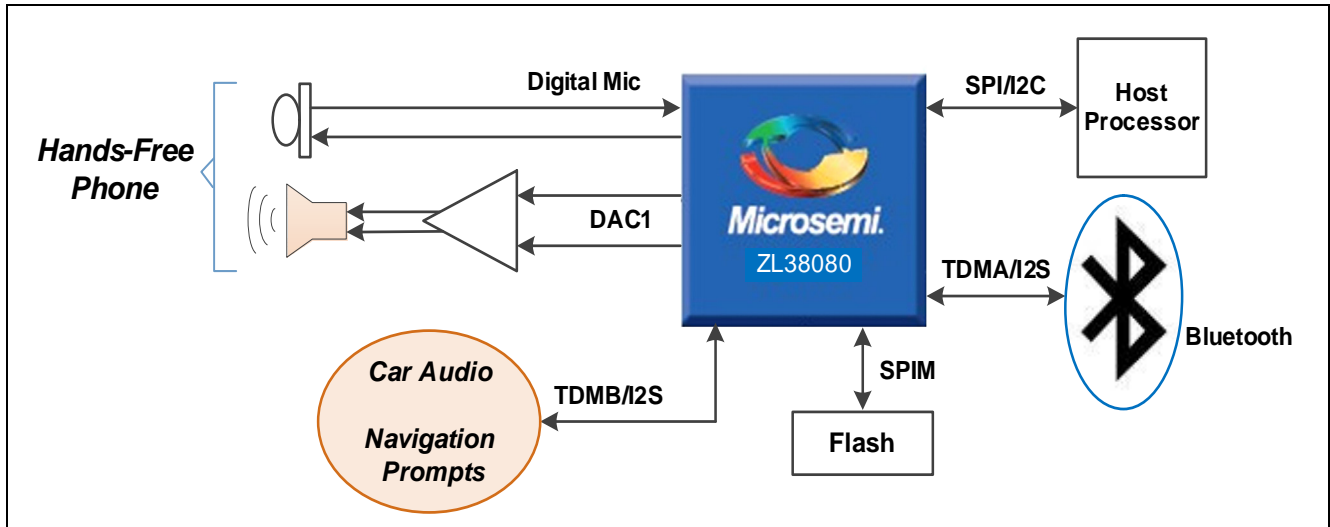 Hands-Free
Phone
Digital Mic
DAC1
Microsemi.
ZL38080
SPI/I2C
Host
Processor
TDMA/I2S
Bluetooth
SPIM
Flash
TDMB/I2S
Car Audio
Navigation
Prompts